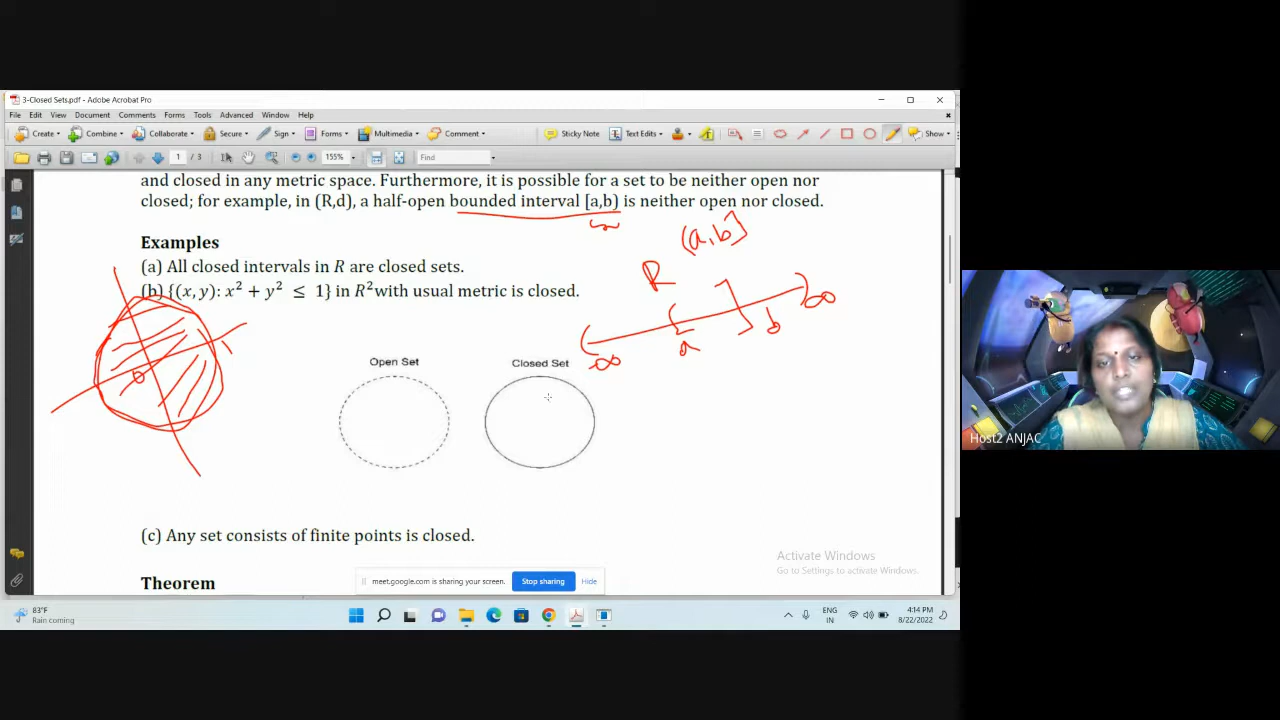 3-Closed Sets.pdf - Adobe Acrobat Pro
File Edit View Document Comments Forms Tools Advanced Window Help
Create Combine Collaborate Secure Sign Forms Multimedia Comment Sticky Note Text Edits Show
1 / 3 155% Find
and closed in any metric space. Furthermore, it is possible for a set to be neither open nor
closed; for example, in (R,d), a half-open bounded interval [a,b) is neither open nor closed.
(a,b]
Examples
(a) All closed intervals in R are closed sets.
R
(b) {(x, y): x² + y² ≤ 1} in R² with usual metric is closed.
-∞ a b ∞
Open Set Closed Set
0 1
(c) Any set consists of finite points is closed.
Theorem
Activate Windows
Go to Settings to activate Windows.
meet.google.com is sharing your screen. Stop sharing Hide
83°F
Rain coming
ENG
IN
4:14 PM
8/22/2022
Host2 ANJAC